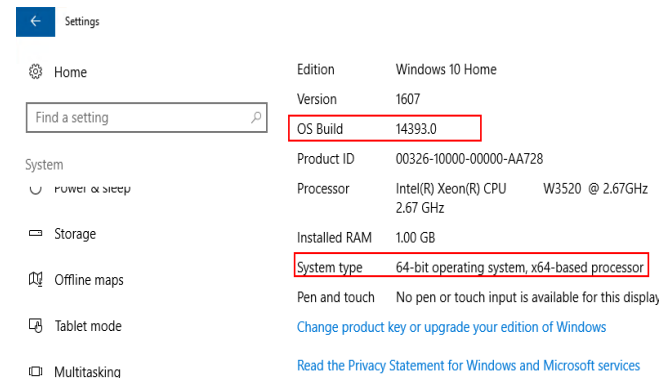 Settings
Home
Find a setting
System
Power & sleep
Storage
Offline maps
Tablet mode
Multitasking
Edition Windows 10 Home
Version 1607
OS Build 14393.0
Product ID 00326-10000-00000-AA728
Processor Intel(R) Xeon(R) CPU W3520 @ 2.67GHz
2.67 GHz
Installed RAM 1.00 GB
System type 64-bit operating system, x64-based processor
Pen and touch No pen or touch input is available for this display
Change product key or upgrade your edition of Windows
Read the Privacy Statement for Windows and Microsoft services